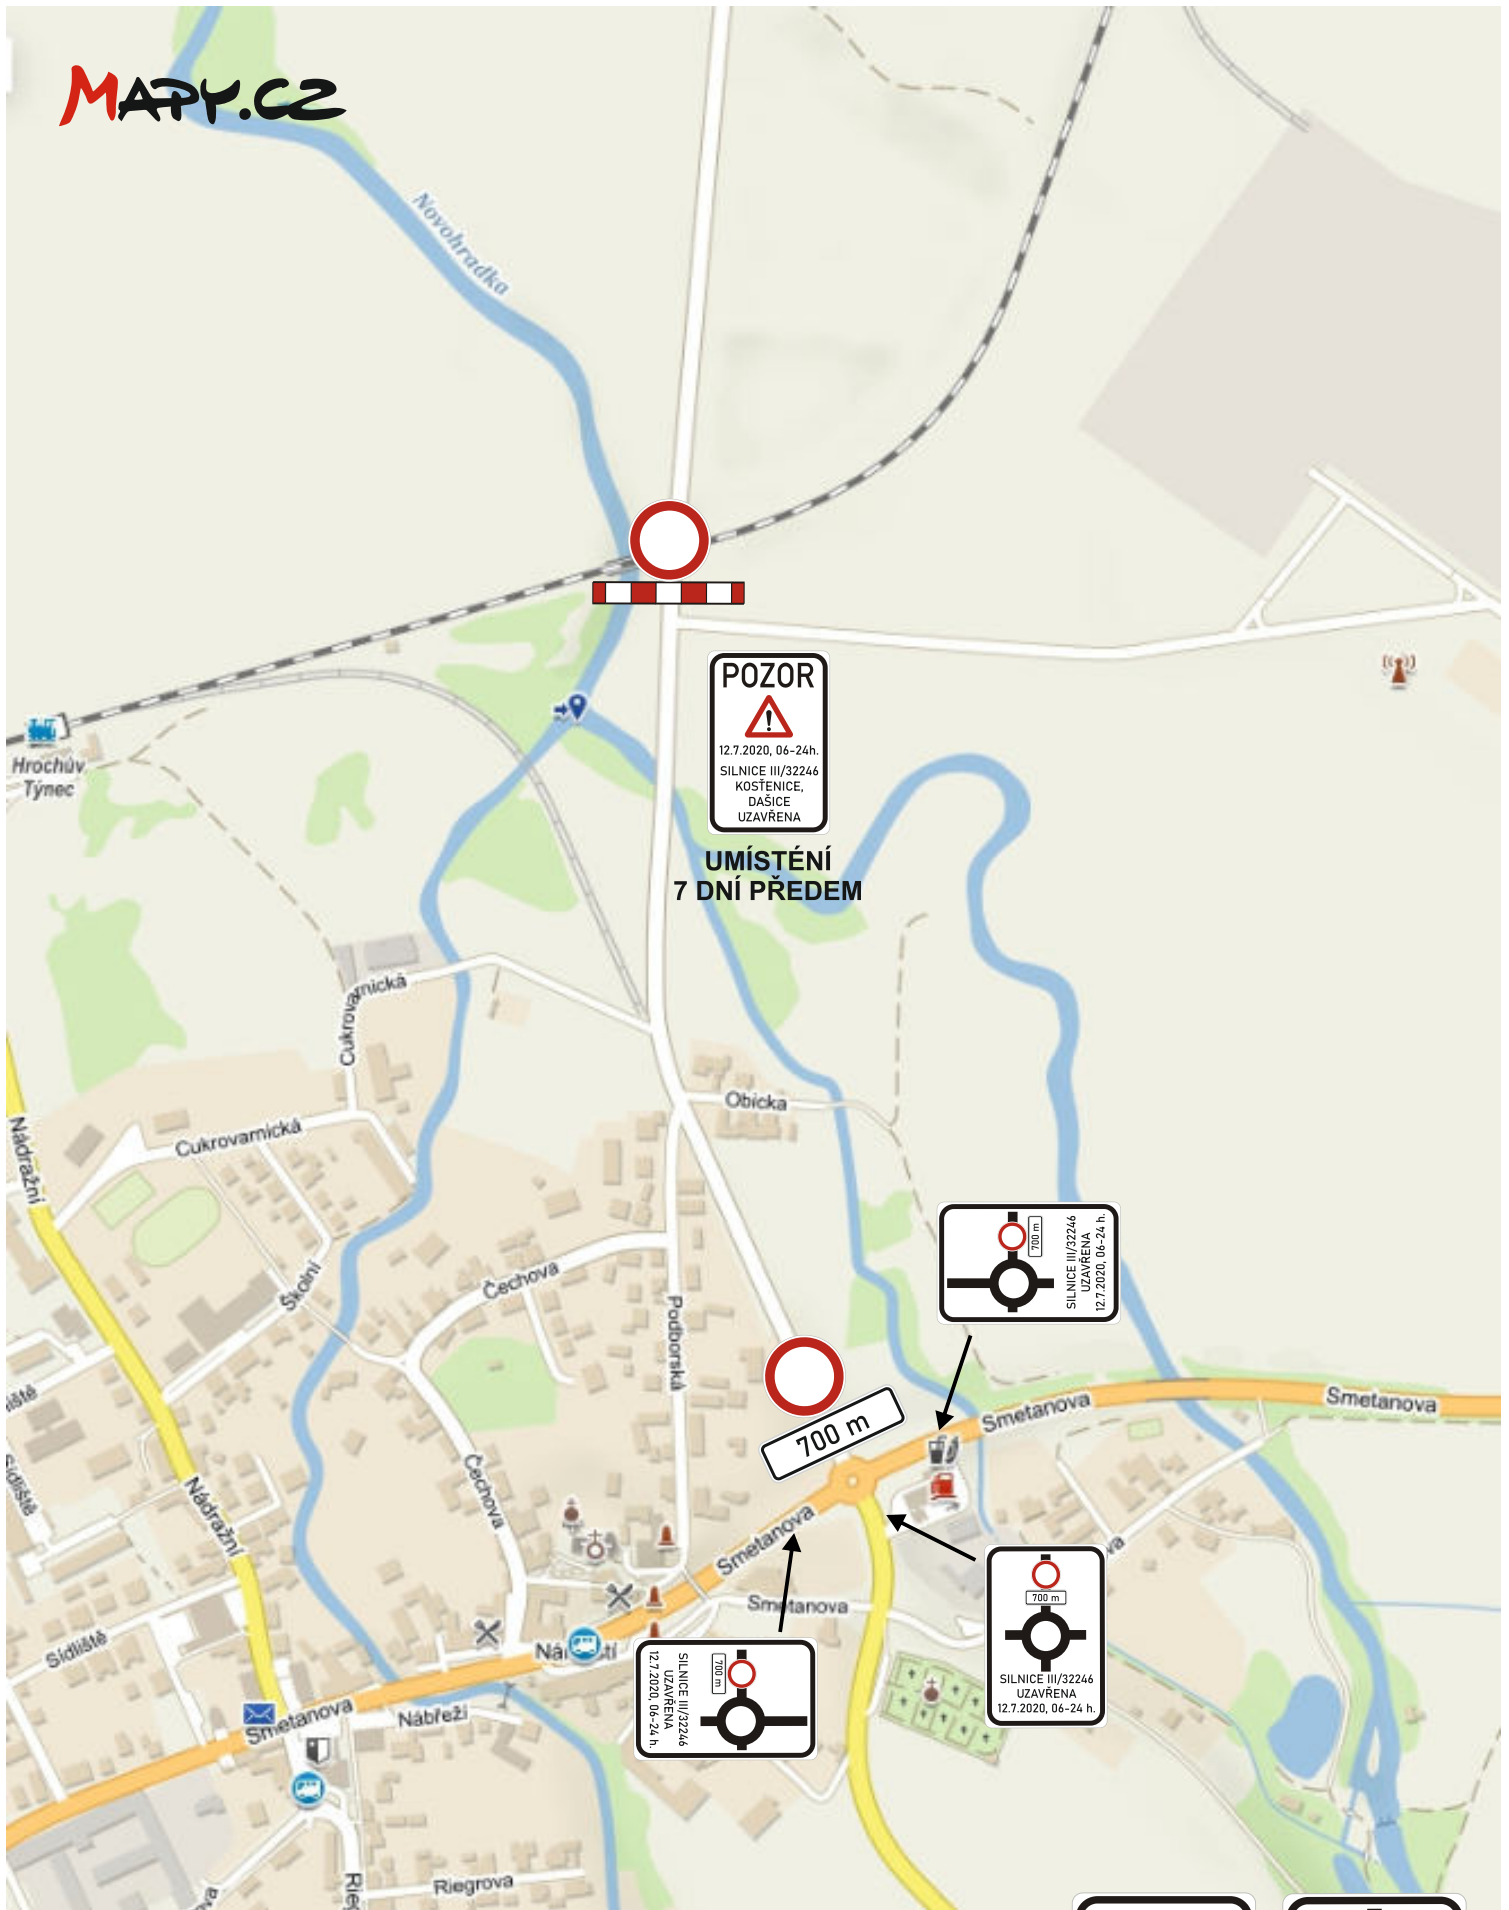 MAPY.CZ
Novohradka
Hrochův
Týnec
POZOR
!
12.7.2020, 06-24h.
SILNICE III/32246
KOSŤENICE,
DAŠICE
UZAVŘENA
UMÍSTÉNÍ
7 DNÍ PŘEDEM
Cukrovarnická
Cukrovarnická
Obicka
Nádražní
Školní
Čechova
Podborská
700 m
SILNICE III/32246
UZAVŘENA
12.7.2020, 06-24 h.
700 m
Smetanova
Smetanova
Čechova
Nádražní
Smetanova
Smetanova
Sídliště
700 m
SILNICE III/32246
UZAVŘENA
12.7.2020, 06-24 h.
700 m
SILNICE III/32246
UZAVŘENA
12.7.2020, 06-24 h.
Smetanova
Nábřeží
Riegrova